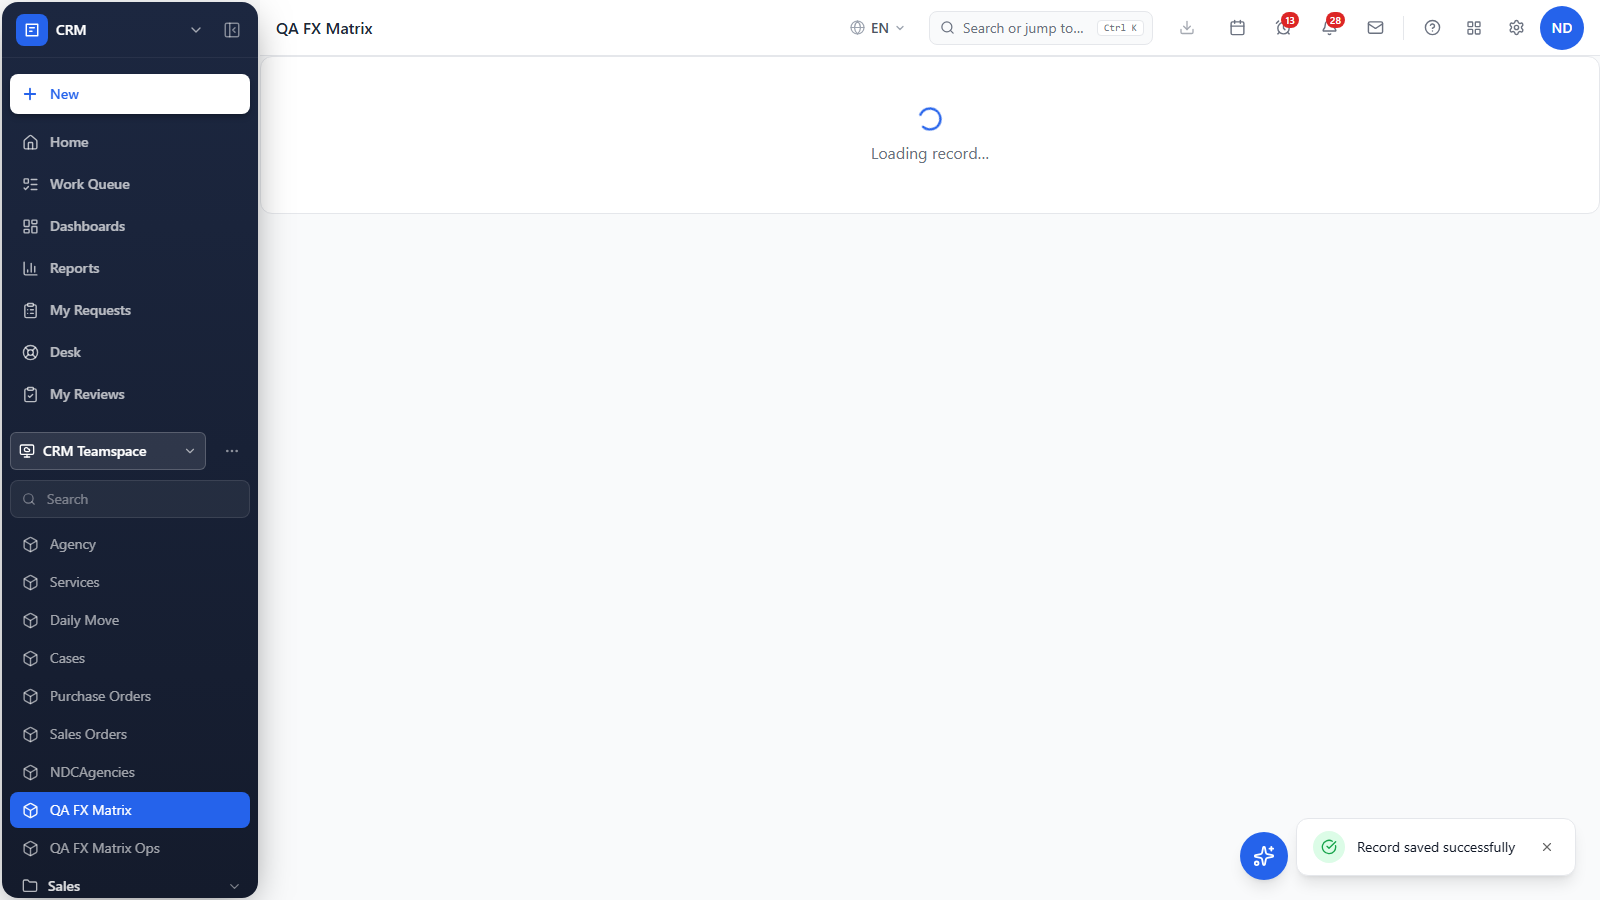 CRM
QA FX Matrix
EN
Search or jump to...
Ctrl K
13
28
ND
New
Home
Work Queue
Dashboards
Reports
My Requests
Desk
My Reviews
CRM Teamspace
Search
Agency
Services
Daily Move
Cases
Purchase Orders
Sales Orders
NDCAgencies
QA FX Matrix
QA FX Matrix Ops
Sales
Loading record...
Record saved successfully